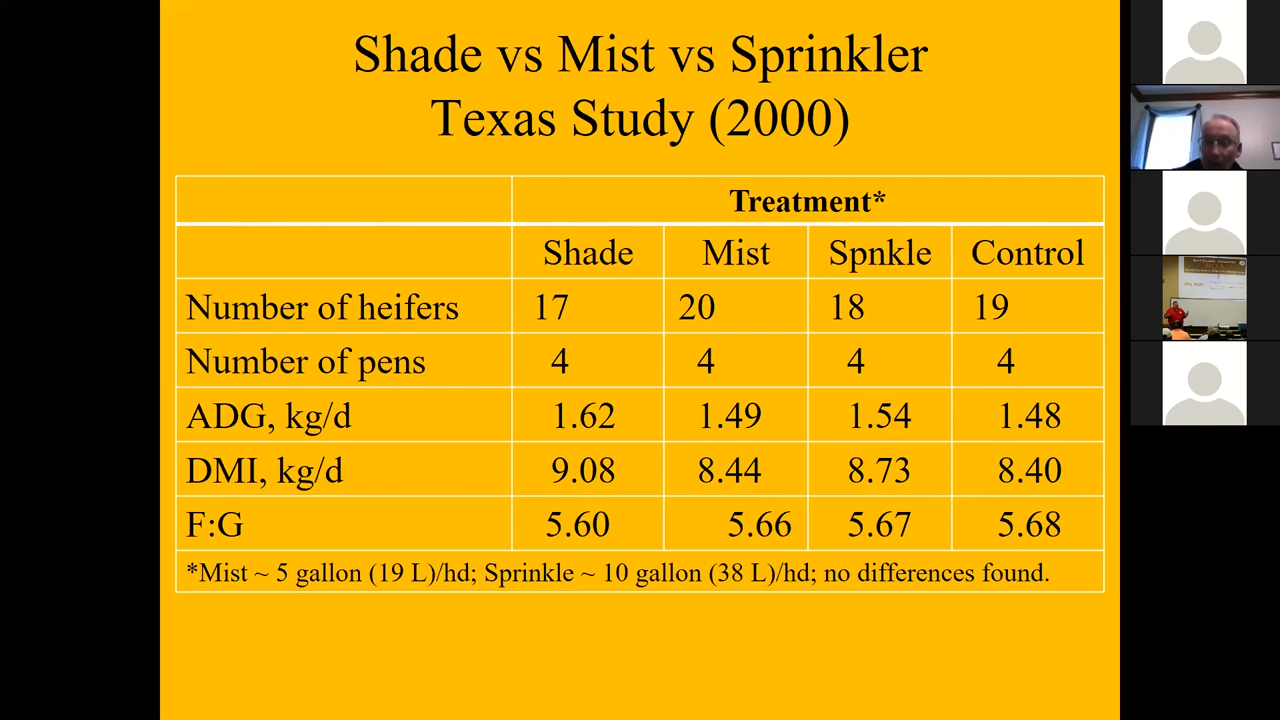 Shade vs Mist vs Sprinkler
Texas Study (2000)
Treatment*
Shade Mist Spnkle Control
Number of heifers 17 20 18 19
Number of pens 4 4 4 4
ADG, kg/d 1.62 1.49 1.54 1.48
DMI, kg/d 9.08 8.44 8.73 8.40
F:G 5.60 5.66 5.67 5.68
*Mist ~ 5 gallon (19 L)/hd; Sprinkle ~ 10 gallon (38 L)/hd; no differences found.